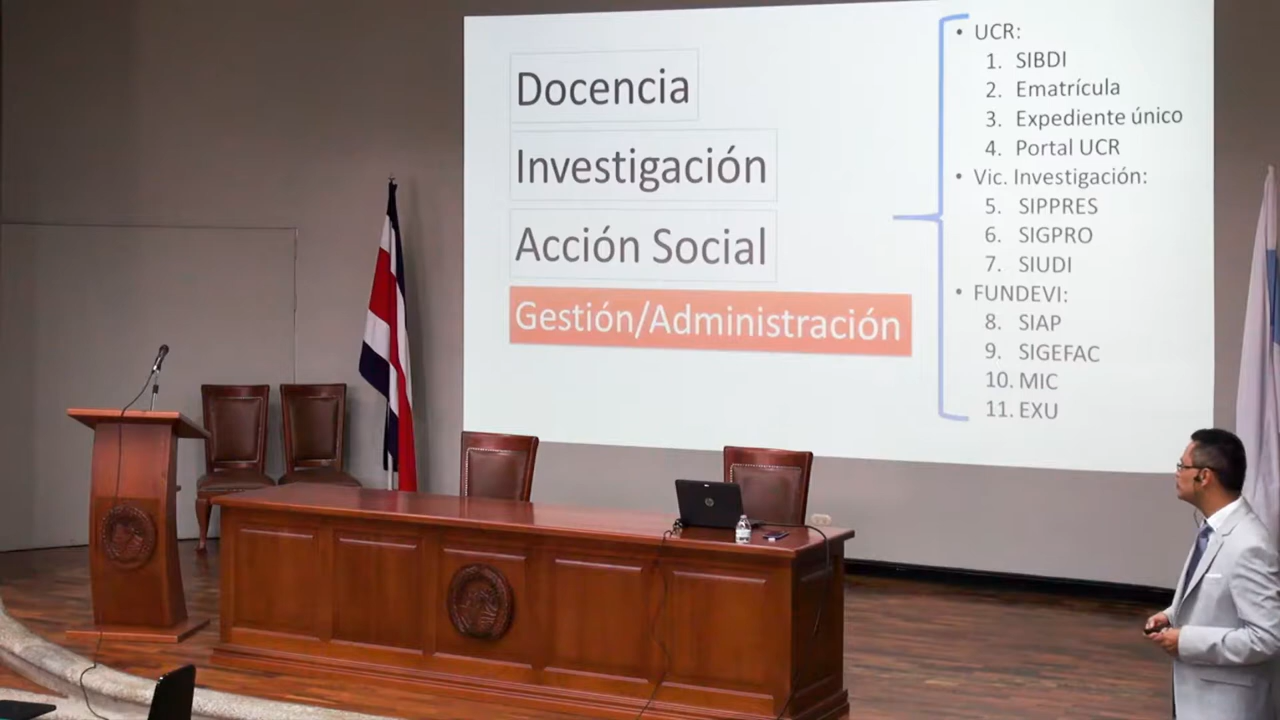 Docencia
Investigación
Acción Social
Gestión/Administración
• UCR:
1. SIBDI
2. Ematrícula
3. Expediente único
4. Portal UCR
• Vic. Investigación:
5. SIPPRES
6. SIGPRO
7. SIUDI
• FUNDEVI:
8. SIAP
9. SIGEFAC
10. MIC
11. EXU